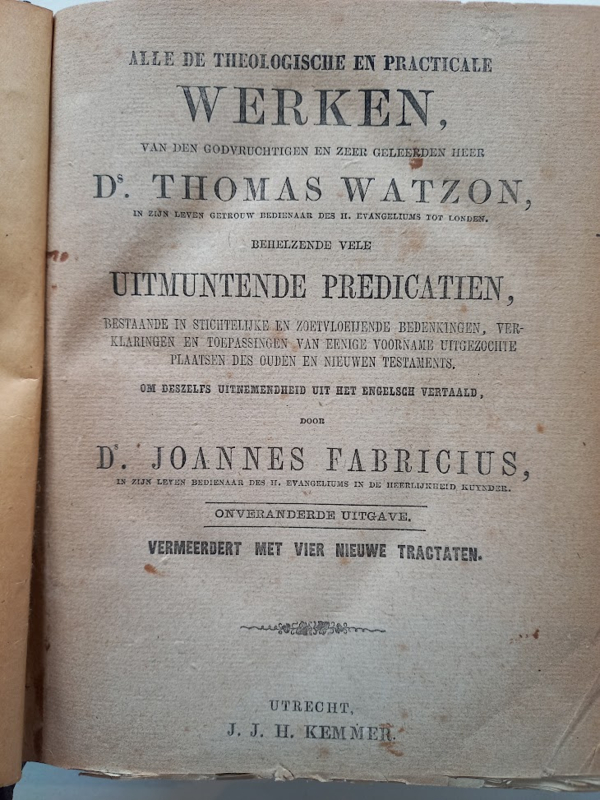 ALLE DE THEOLOGISCHE EN PRACTICALE
WERKEN,
VAN DEN GODVRUCHTIGEN EN ZEER GELEERDEN HEER
Ds. THOMAS WATZON,
IN ZIJN LEVEN GETROUW BEDIENAAR DES H. EVANGELIUMS TOT LONDEN.
BEHELZENDE VELE
UITMUNTENDE PREDICATIEN,
BESTAANDE IN STICHTELIJKE EN ZOETVLOEIJENDE BEDENKINGEN, VER-
KLARINGEN EN TOEPASSINGEN VAN EENIGE VOORNAME UITGEZOCHTE
PLAATSEN DES OUDEN EN NIEUWEN TESTAMENTS.
OM DESZELFS UITNEMENDHEID UIT HET ENGELSCH VERTAALD,
DOOR
Ds. JOANNES FABRICIUS,
IN ZIJN LEVEN BEDIENAAR DES H. EVANGELIUMS IN DE HEERLIJKHEID KUYNDER.
ONVERANDERDE UITGAVE.
VERMEERDERT MET VIER NIEUWE TRACTATEN.
UTRECHT,
J. J. H. KEMMER.